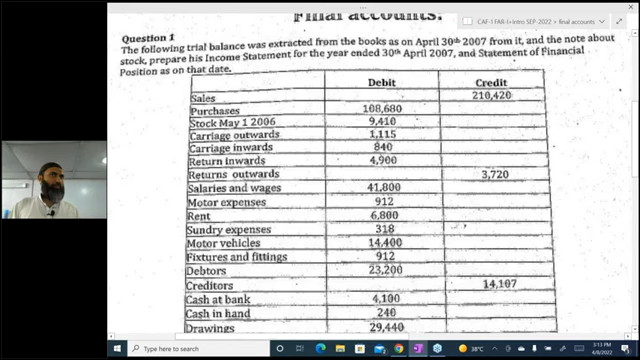 Final accounts.
CAF-1 FAR-I+Intro SEP-2022 > final accounts
Question 1
The following trial balance was extracted from the books as on April 30th 2007 from it, and the note about
stock, prepare his Income Statement for the year ended 30th April 2007, and Statement of Financial
Position as on that date.
Debit Credit
Sales 210,420
Purchases 108,680
Stock May 1 2006 9,410
Carriage outwards 1,115
Carriage inwards 840
Return inwards 4,900
Returns outwards 3,720
Salaries and wages 41,800
Motor expenses 912
Rent 6,800
Sundry expenses 318
Motor vehicles 14,400
Fixtures and fittings 912
Debtors 23,200
Creditors 14,107
Cash at bank 4,100
Cash in hand 240
Drawings 29,440
Type here to search
38°C
3:13 PM
4/8/2022